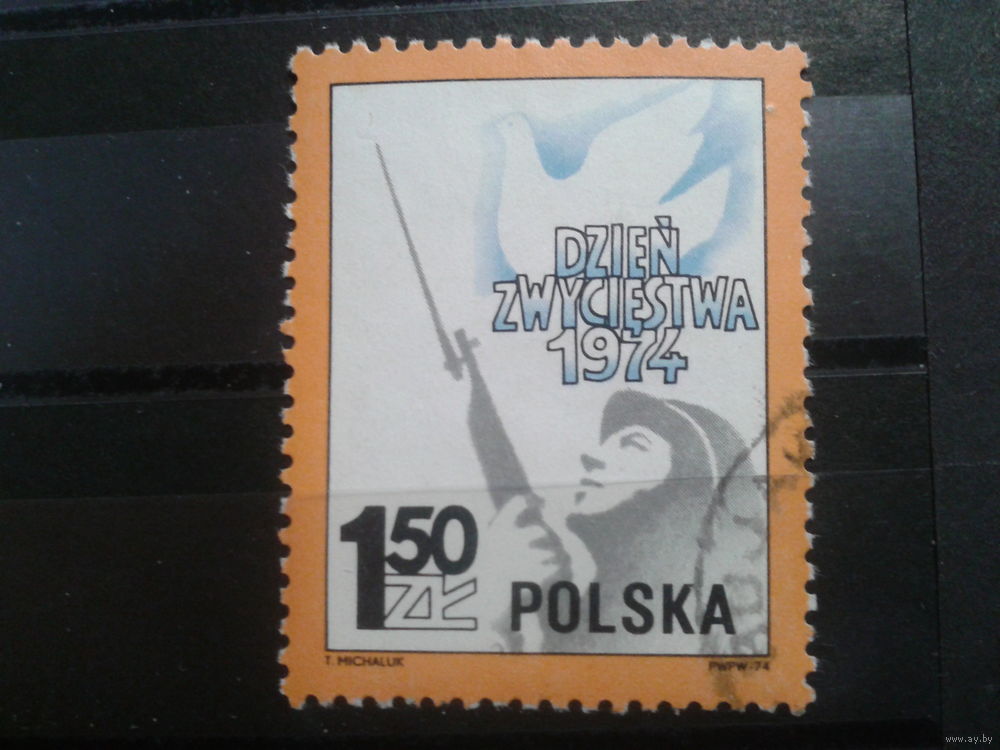 DZIEŃ
ZWYCIĘSTWA
1974
1 50
ZŁ
POLSKA
T. MICHALUK
PWPW-74
www.ay.by